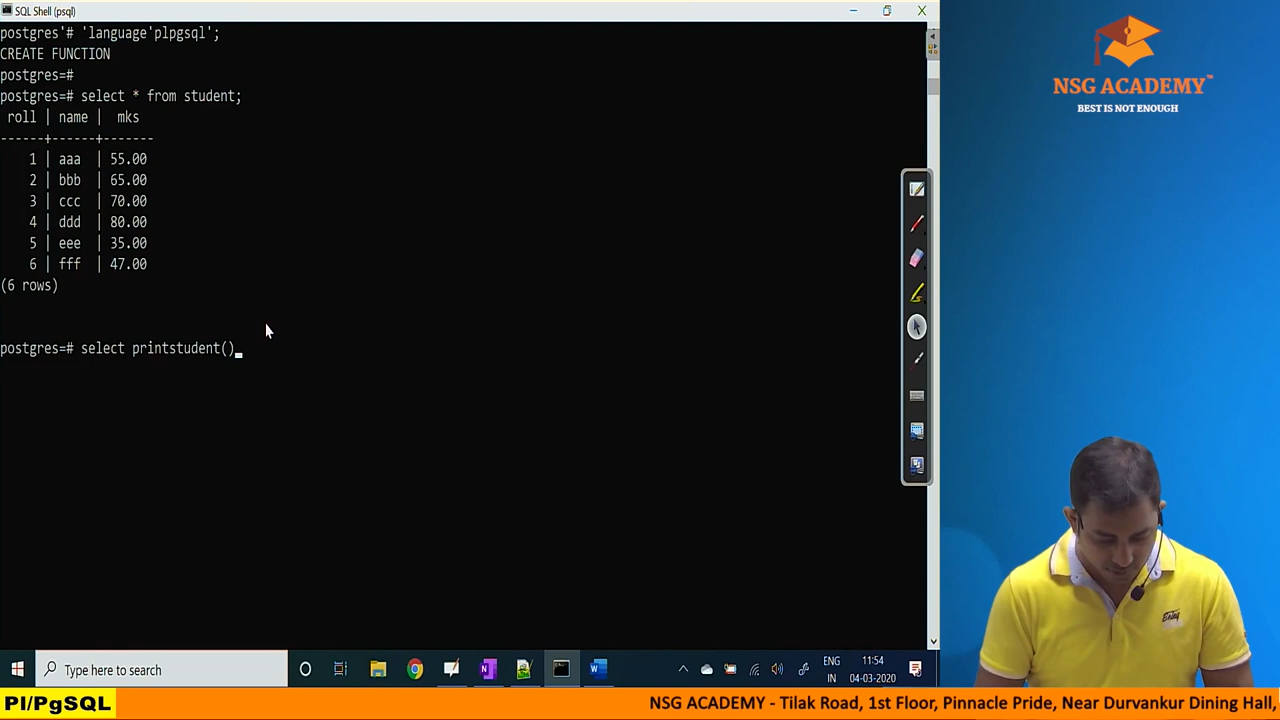 SQL Shell (psql)
postgres'# 'language'plpgsql';
CREATE FUNCTION
postgres=#
postgres=# select * from student;
roll | name | mks
------+------+-------
1 | aaa | 55.00
2 | bbb | 65.00
3 | ccc | 70.00
4 | ddd | 80.00
5 | eee | 35.00
6 | fff | 47.00
(6 rows)
postgres=# select printstudent()
NSG ACADEMY™
BEST IS NOT ENOUGH
Enjoy
Type here to search
ENG
IN
11:54
04-03-2020
Pl/PgSQL
NSG ACADEMY - Tilak Road, 1st Floor, Pinnacle Pride, Near Durvankur Dining Hall,